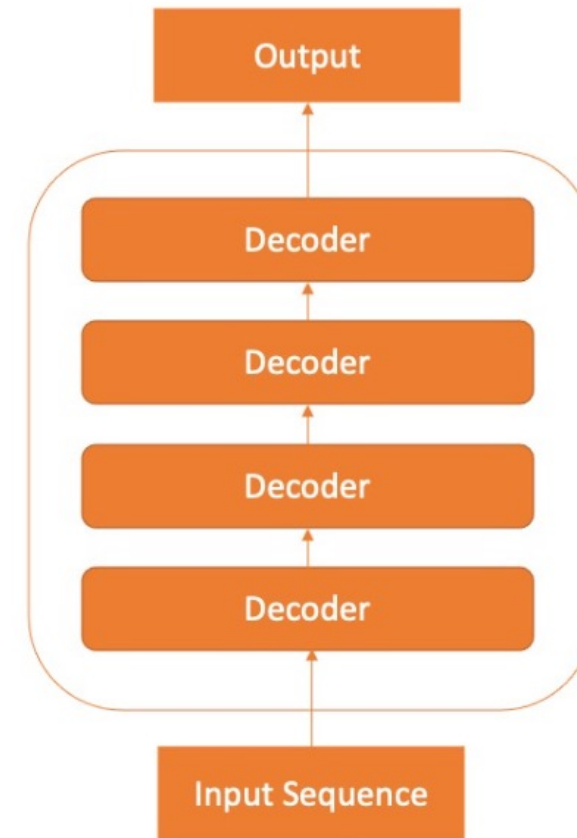 Output
Decoder
Decoder
Decoder
Decoder
Input Sequence